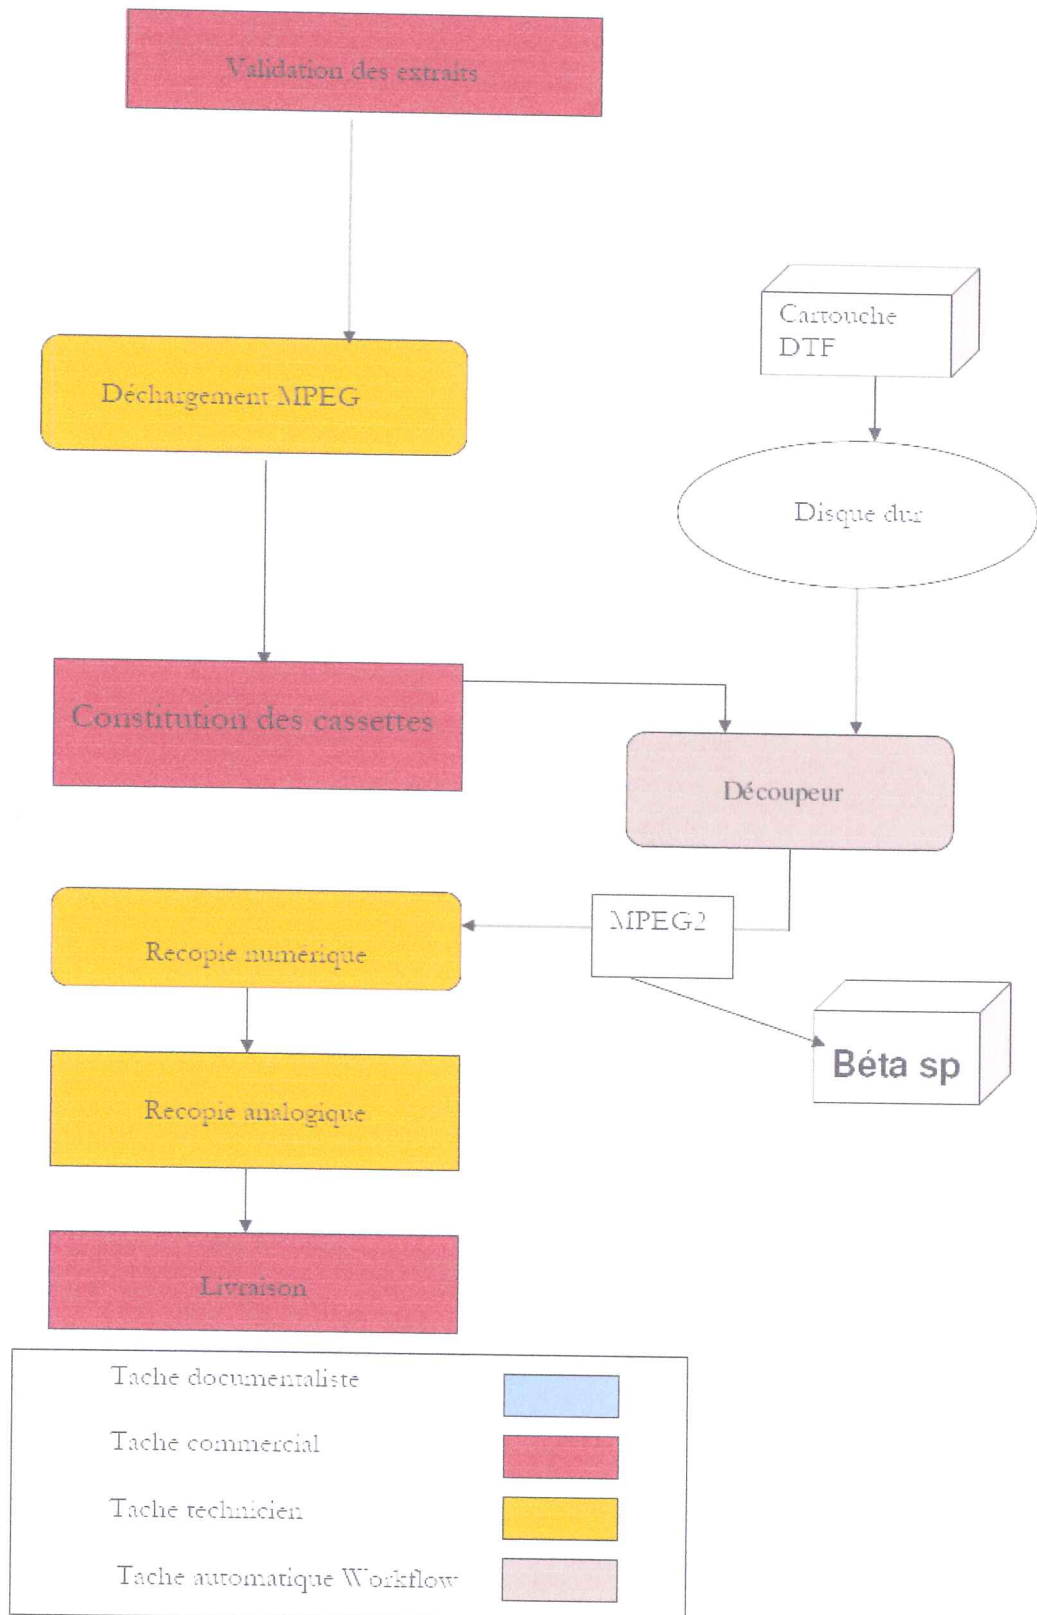 Validation des extraits
Cartouche
DTF
Déchargement MPEG
Disque dur
Constitution des cassettes
Découpeur
MPEG2
Recopie numérique
Béta sp
Recopie analogique
Livraison
Tache documentaliste
Tache commercial
Tache technicien
Tache automatique Workflow